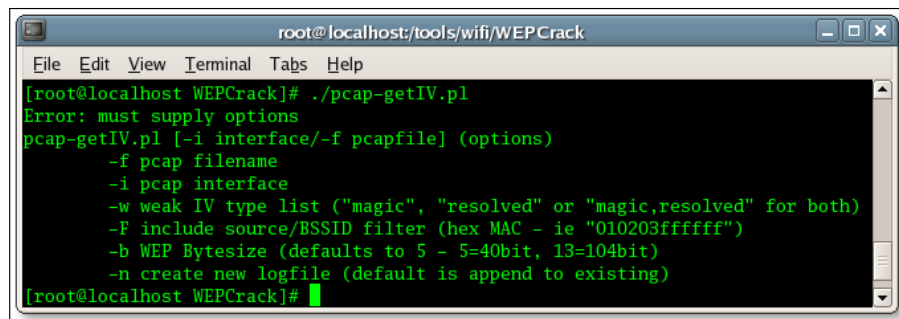 root@localhost:/tools/wifi/WEPCrack
File Edit View Terminal Tabs Help
[root@localhost WEPCrack]# ./pcap-getIV.pl
Error: must supply options
pcap-getIV.pl [-i interface/-f pcapfile] (options)
-f pcap filename
-i pcap interface
-w weak IV type list ("magic", "resolved" or "magic,resolved" for both)
-F include source/BSSID filter (hex MAC - ie "010203ffffff")
-b WEP Bytesize (defaults to 5 - 5=40bit, 13=104bit)
-n create new logfile (default is append to existing)
[root@localhost WEPCrack]#